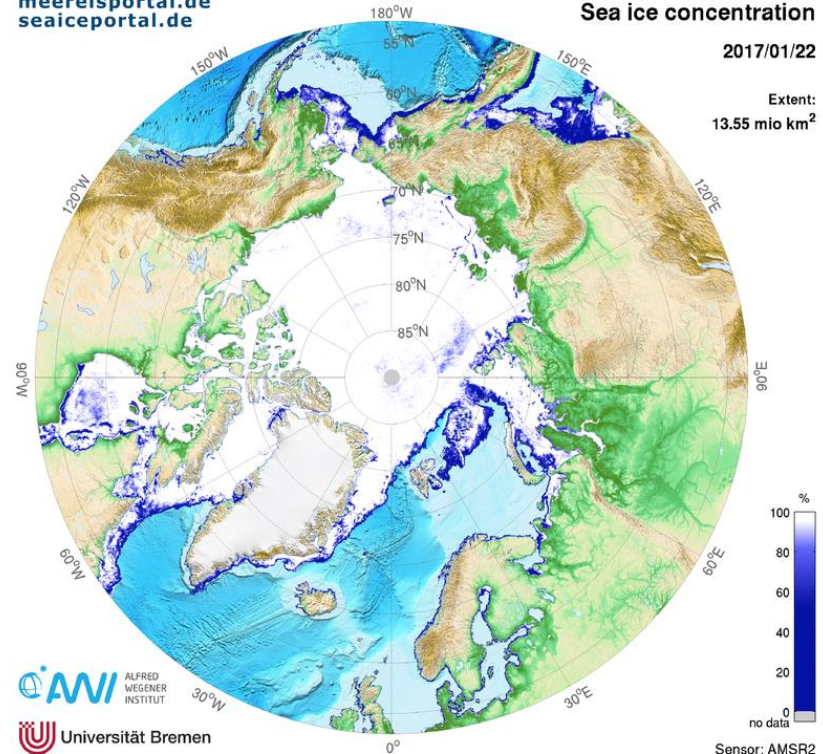 meereisportal.de
seaiceportal.de
Sea ice concentration
2017/01/22
Extent:
13.55 mio km²
180°W
150°W
150°E
120°W
120°E
90°W
90°E
60°W
60°E
30°W
30°E
0°
55°N
60°N
65°N
70°N
75°N
80°N
85°N
%
100
80
60
40
20
0
no data
Sensor: AMSR2
AWI
ALFRED
WEGENER
INSTITUT
Universität Bremen